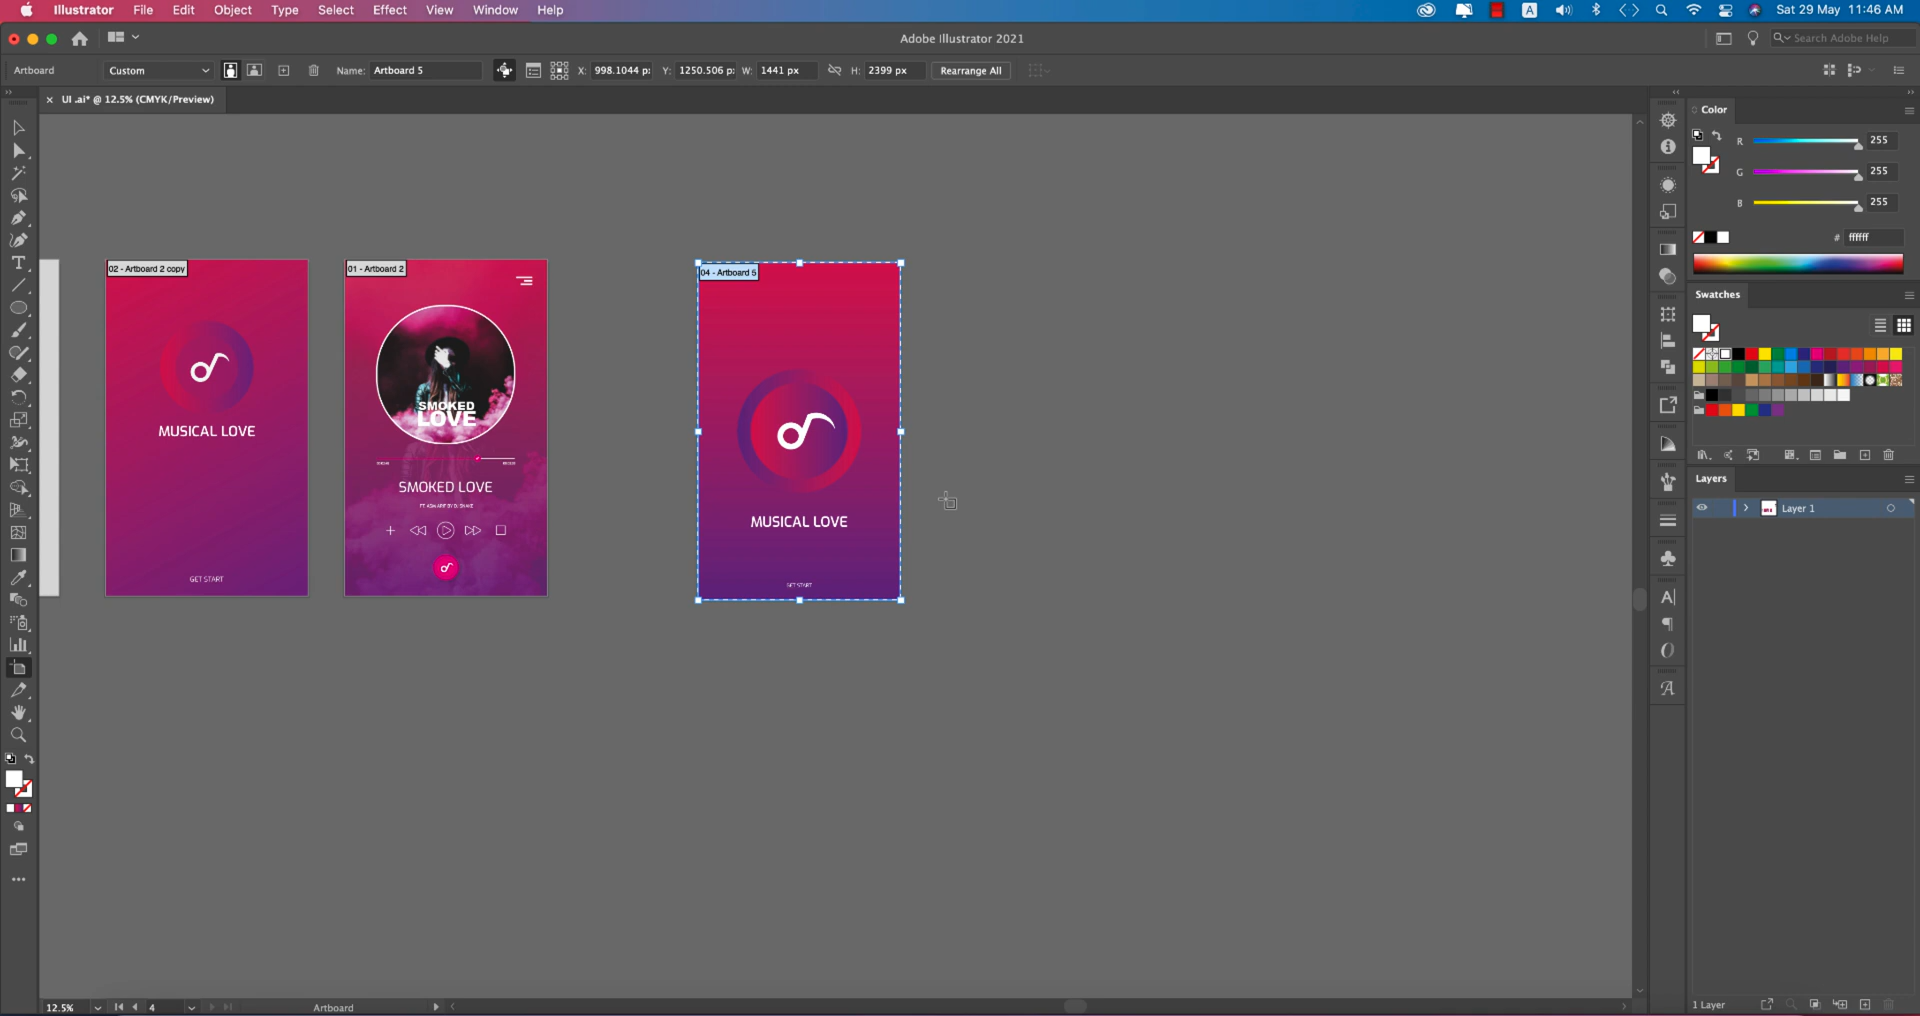 Illustrator File Edit Object Type Select Effect View Window Help
A
Sat 29 May 11:46 AM
Adobe Illustrator 2021
Search Adobe Help
Artboard
Custom
Name: Artboard 5
X: 998.1044 p:
Y: 1250.506 p:
W: 1441 px
H: 2399 px
Rearrange All
UI .ai* @ 12.5% (CMYK/Preview)
02 - Artboard 2 copy
MUSICAL LOVE
GET START
01 - Artboard 2
SMOKED
LOVE
SMOKED LOVE
04 - Artboard 5
MUSICAL LOVE
GET START
Color
R 255
G 255
B 255
# ffffff
Swatches
Layers
Layer 1
1 Layer
12.5%
4
Artboard